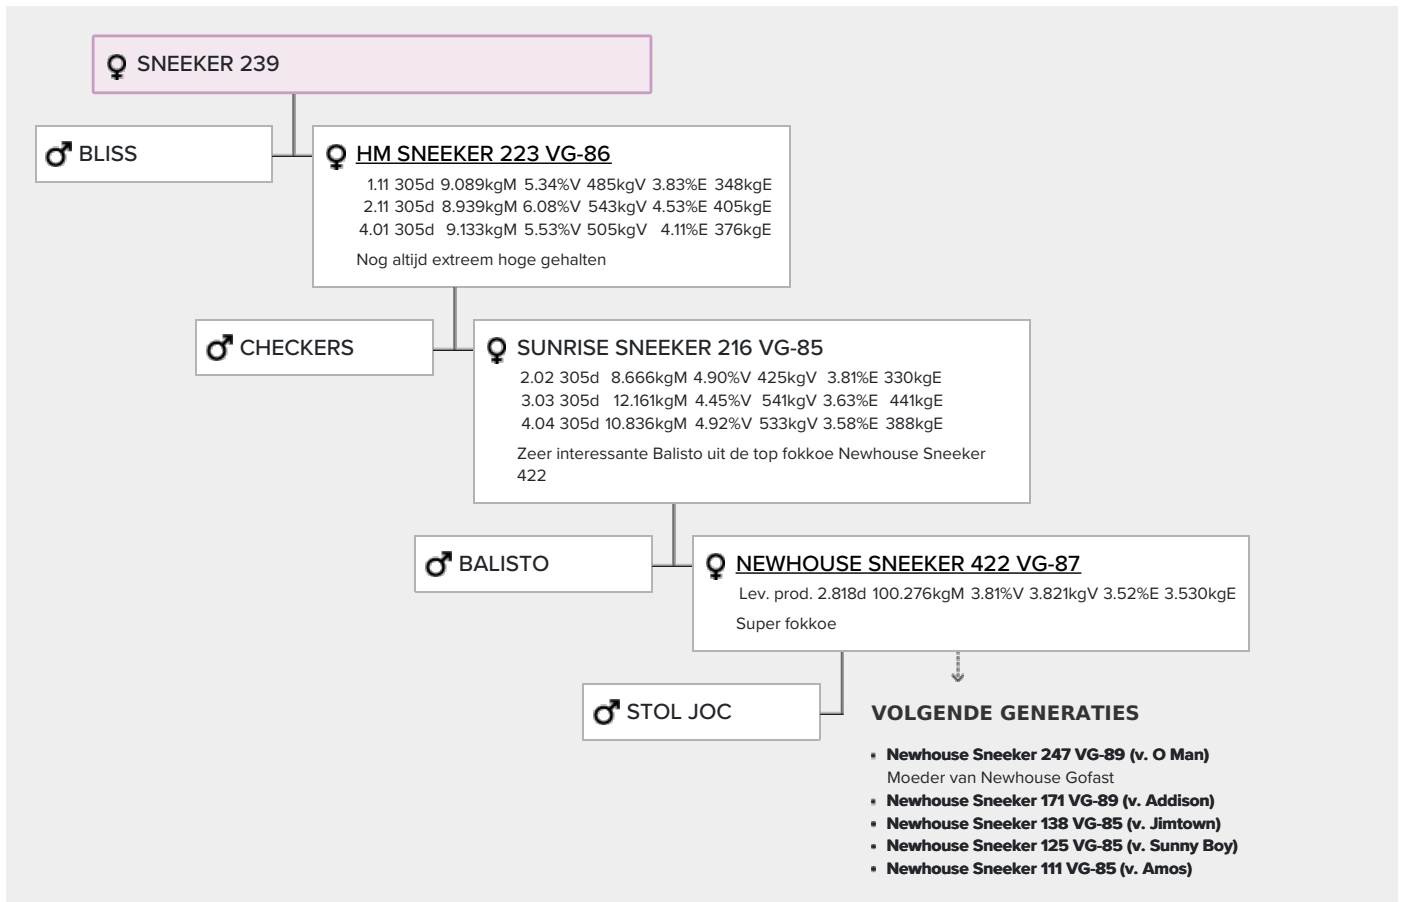 SNEEKER 239
BLISS
HM SNEEKER 223 VG-86
1.11 305d 9.089kgM 5.34%V 485kgV 3.83%E 348kgE
2.11 305d 8.939kgM 6.08%V 543kgV 4.53%E 405kgE
4.01 305d 9.133kgM 5.53%V 505kgV 4.11%E 376kgE
Nog altijd extreem hoge gehalten
CHECKERS
SUNRISE SNEEKER 216 VG-85
2.02 305d 8.666kgM 4.90%V 425kgV 3.81%E 330kgE
3.03 305d 12.161kgM 4.45%V 541kgV 3.63%E 441kgE
4.04 305d 10.836kgM 4.92%V 533kgV 3.58%E 388kgE
Zeer interessante Balisto uit de top fokkoe Newhouse Sneeker
422
BALISTO
NEWHOUSE SNEEKER 422 VG-87
Lev. prod. 2.818d 100.276kgM 3.81%V 3.821kgV 3.52%E 3.530kgE
Super fokkoe
STOL JOC
VOLGENDE GENERATIES
Newhouse Sneeker 247 VG-89 (v. O Man)
Moeder van Newhouse Gofast
Newhouse Sneeker 171 VG-89 (v. Addison)
Newhouse Sneeker 138 VG-85 (v. Jimtown)
Newhouse Sneeker 125 VG-85 (v. Sunny Boy)
Newhouse Sneeker 111 VG-85 (v. Amos)